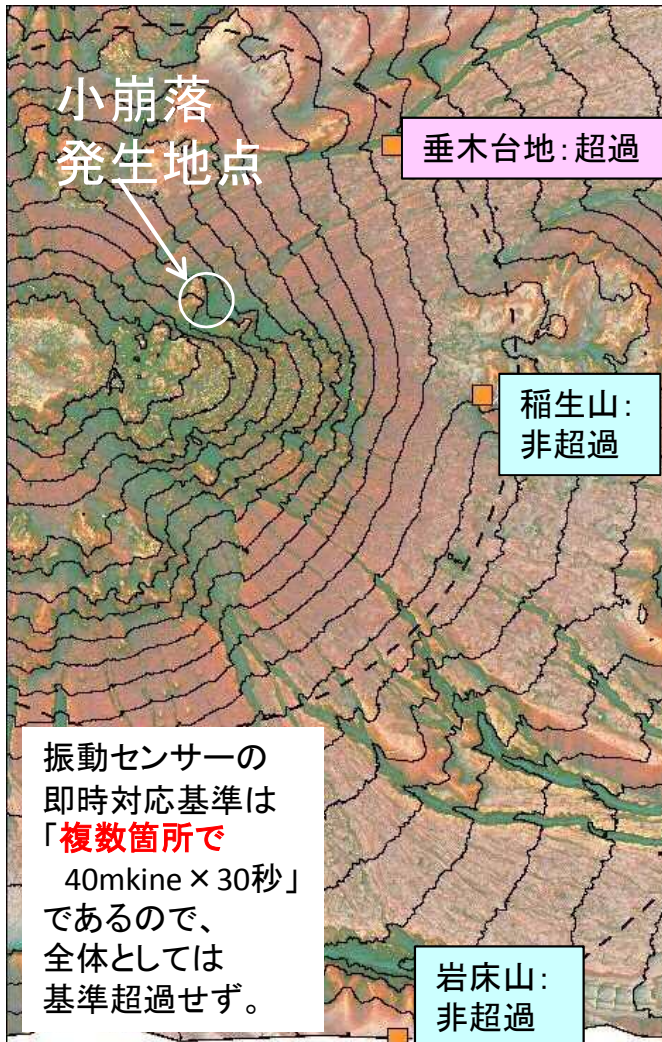 小崩落
発生地点
垂木台地：超過
稲生山：
非超過
振動センサーの
即時対応基準は
「複数箇所で
40mkine×30秒」
であるので、
全体としては
基準超過せず。
岩床山：
非超過